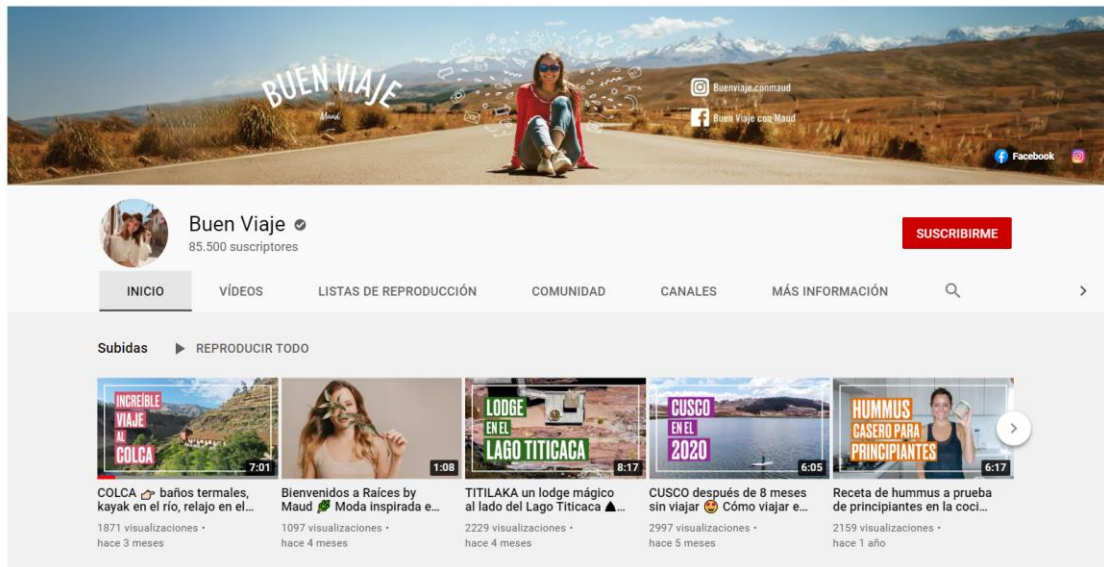 BUEN VIAJE
Maud
Buenviaje.conmaud
Buen Viaje con Maud
Facebook
Buen Viaje
85.500 suscriptores
SUSCRIBIRME
INICIO VÍDEOS LISTAS DE REPRODUCCIÓN COMUNIDAD CANALES MÁS INFORMACIÓN
Subidas REPRODUCIR TODO
INCREÍBLE
VIAJE
AL
COLCA
7:01
COLCA 👉 baños termales,
kayak en el río, relajo en el...
1871 visualizaciones •
hace 3 meses
1:08
Bienvenidos a Raíces by
Maud 🌿 Moda inspirada e...
1097 visualizaciones •
hace 4 meses
LODGE
EN EL
LAGO TITICACA
8:17
TITILAKA un lodge mágico
al lado del Lago Titicaca ▲...
2229 visualizaciones •
hace 4 meses
CUSCO
EN EL
2020
6:05
CUSCO después de 8 meses
sin viajar 🤩 Cómo viajar e...
2997 visualizaciones •
hace 5 meses
HUMMUS
CASERO PARA
PRINCIPIANTES
6:17
Receta de hummus a prueba
de principiantes en la coci...
2159 visualizaciones •
hace 1 año